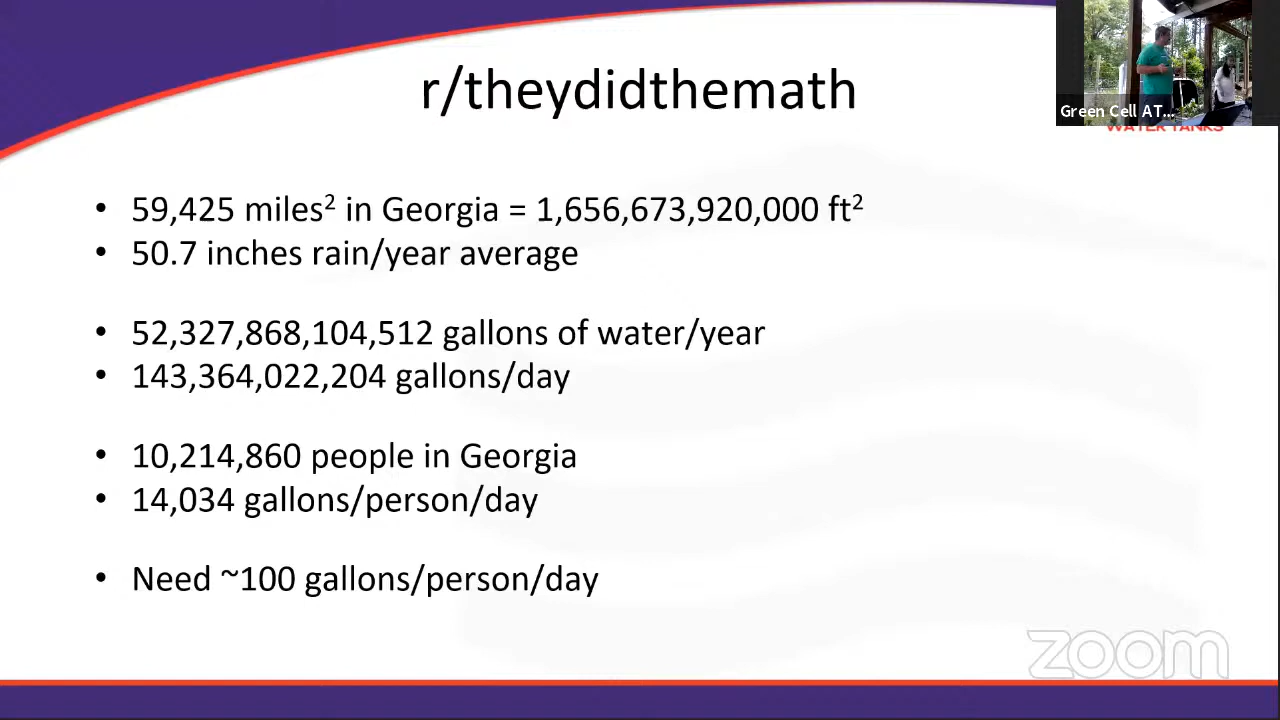 r/theydidthemath
Green Cell AT...
WATER TANKS
• 59,425 miles² in Georgia = 1,656,673,920,000 ft²
• 50.7 inches rain/year average
• 52,327,868,104,512 gallons of water/year
• 143,364,022,204 gallons/day
• 10,214,860 people in Georgia
• 14,034 gallons/person/day
• Need ~100 gallons/person/day
zoom